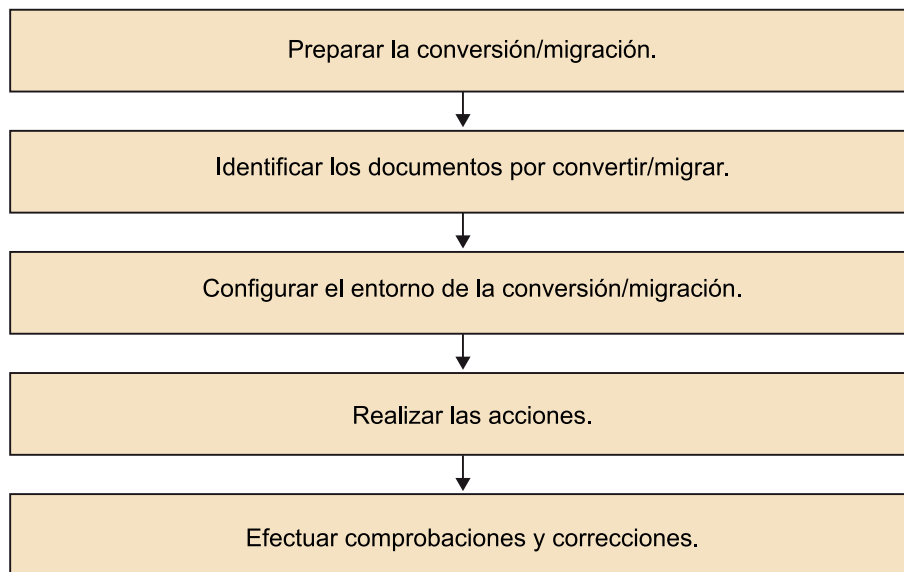 Preparar la conversión/migración.
Identificar los documentos por convertir/migrar.
Configurar el entorno de la conversión/migración.
Realizar las acciones.
Efectuar comprobaciones y correcciones.